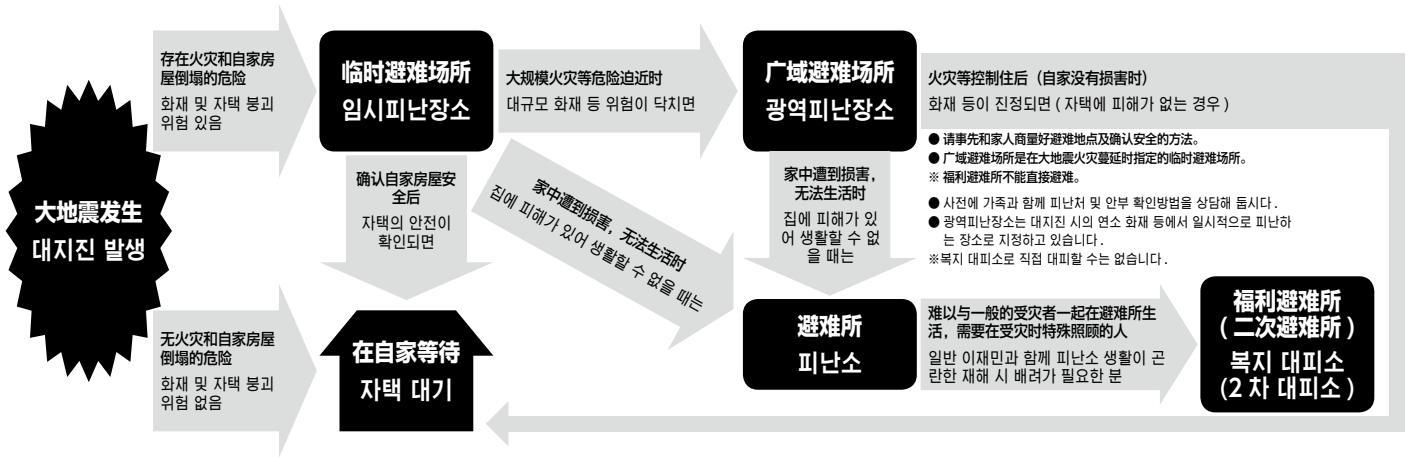 大地震发生
대지진 발생
存在火灾和自家房
屋倒塌的危险
화재 및 자택 붕괴
위험 있음
临时避难场所
임시피난장소
大规模火灾等危险迫近时
대규모 화재 등 위험이 닥치면
广域避难场所
광역피난장소
火灾等控制住后（自家没有损害时）
화재 등이 진정되면 ( 자택에 피해가 없는 경우 )
● 请事先和家人商量好避难地点及确认安全的方法。
● 广域避难场所是在大地震火灾蔓延时指定的临时避难场所。
※ 福利避难所不能直接避难。
● 사전에 가족과 함께 피난처 및 안부 확인방법을 상담해 둡시다 .
● 광역피난장소는 대지진 시의 연소 화재 등에서 일시적으로 피난하
는 장소로 지정하고 있습니다 .
※복지 대피소로 직접 대피할 수는 없습니다 .
确认自家房屋安
全后
자택의 안전이
확인되면
家中遭到损害，无法生活时
집에 피해가 있어 생활할 수 없을 때는
家中遭到损害，
无法生活时
집에 피해가 있
어 생활할 수 없
을 때는
无火灾和自家房屋
倒塌的危险
화재 및 자택 붕괴
위험 없음
在自家等待
자택 대기
避难所
피난소
难以与一般的受灾者一起在避难所生
活，需要在受灾时特殊照顾的人
일반 이재민과 함께 피난소 생활이 곤
란한 재해 시 배려가 필요한 분
福利避难所
( 二次避难所 )
복지 대피소
(2 차 대피소 )